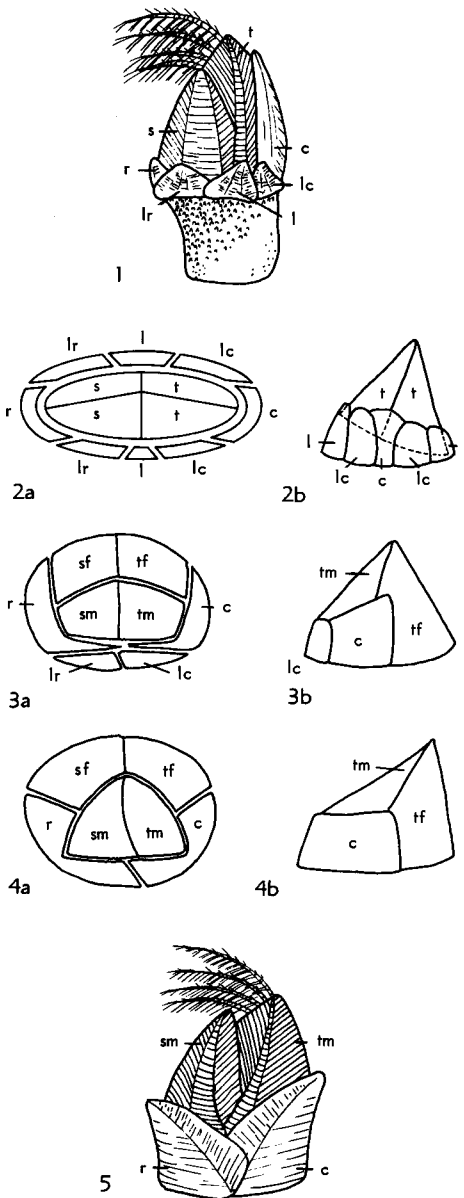 t
s
c
r
lc
lr
l
1
lr l lc
s t
r c
s t
lr l lc
2a
t t
l
lc c lc
2b
sf tf
r c
sm tm
lr lc
3a
tm
c tf
lc
3b
sf tf
r c
sm tm
4a
tm
tf
c
4b
sm tm
r c
5